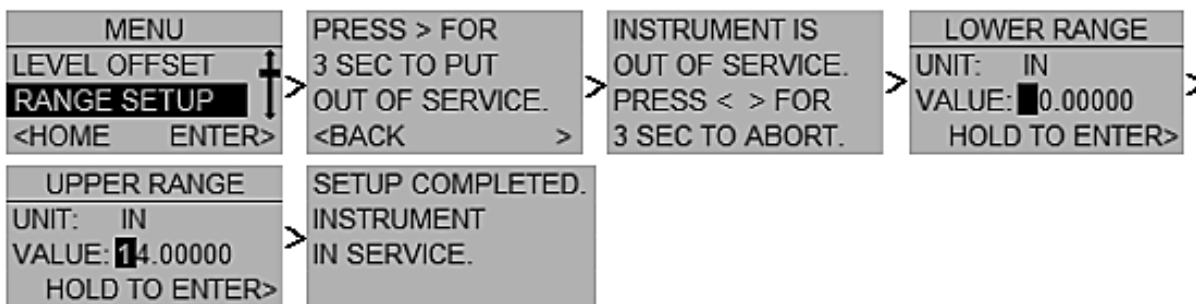 MENU
LEVEL OFFSET
RANGE SETUP
<HOME ENTER>
>
PRESS > FOR
3 SEC TO PUT
OUT OF SERVICE.
<BACK >
>
INSTRUMENT IS
OUT OF SERVICE.
PRESS < > FOR
3 SEC TO ABORT.
>
LOWER RANGE
UNIT: IN
VALUE: 0.00000
HOLD TO ENTER>
>
UPPER RANGE
UNIT: IN
VALUE: 14.00000
HOLD TO ENTER>
>
SETUP COMPLETED.
INSTRUMENT
IN SERVICE.